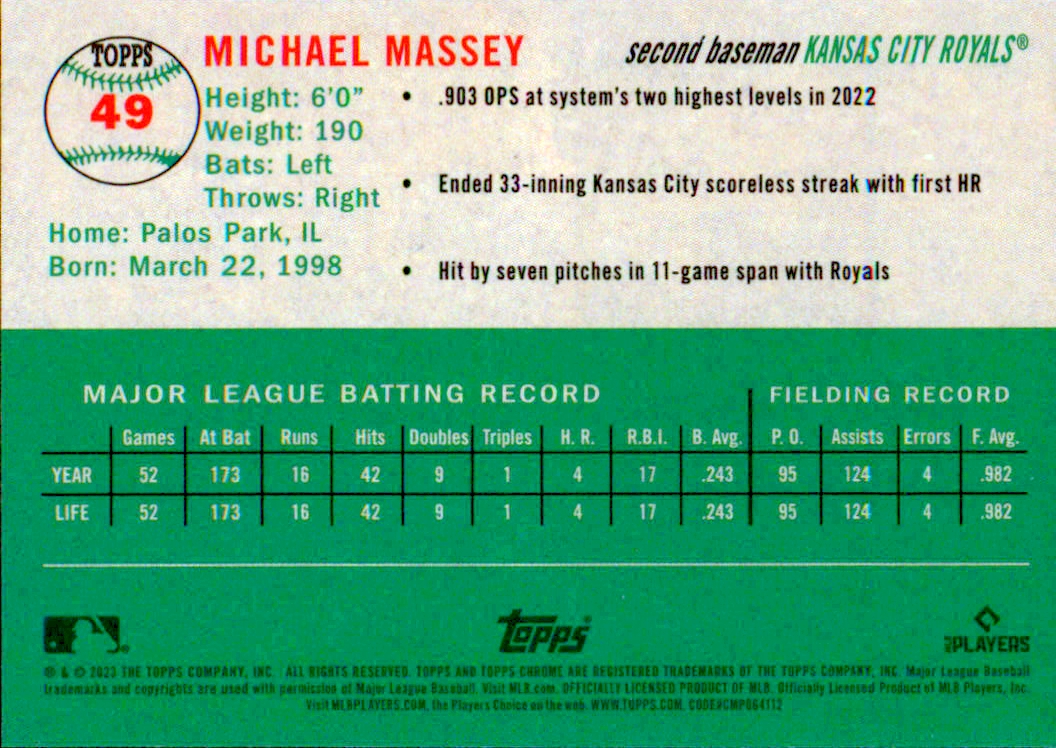 TOPPS
49
MICHAEL MASSEY
second baseman KANSAS CITY ROYALS®
Height: 6'0"
Weight: 190
Bats: Left
Throws: Right
Home: Palos Park, IL
Born: March 22, 1998
• .903 OPS at system's two highest levels in 2022
• Ended 33-inning Kansas City scoreless streak with first HR
• Hit by seven pitches in 11-game span with Royals
MAJOR LEAGUE BATTING RECORD FIELDING RECORD
Games At Bat Runs Hits Doubles Triples H. R. R.B.I. B. Avg. P. O. Assists Errors F. Avg.
YEAR 52 173 16 42 9 1 4 17 .243 95 124 4 .982
LIFE 52 173 16 42 9 1 4 17 .243 95 124 4 .982
topps
PLAYERS
® & © 2023 THE TOPPS COMPANY, INC. ALL RIGHTS RESERVED. TOPPS AND TOPPS CHROME ARE REGISTERED TRADEMARKS OF THE TOPPS COMPANY, INC. Major League Baseball
trademarks and copyrights are used with permission of Major League Baseball. Visit MLB.com. OFFICIALLY LICENSED PRODUCT OF MLB. Officially Licensed Product of MLB Players, Inc.
Visit MLBPLAYERS.COM, the Players Choice on the web. WWW.TOPPS.COM. CODE#CMP064112